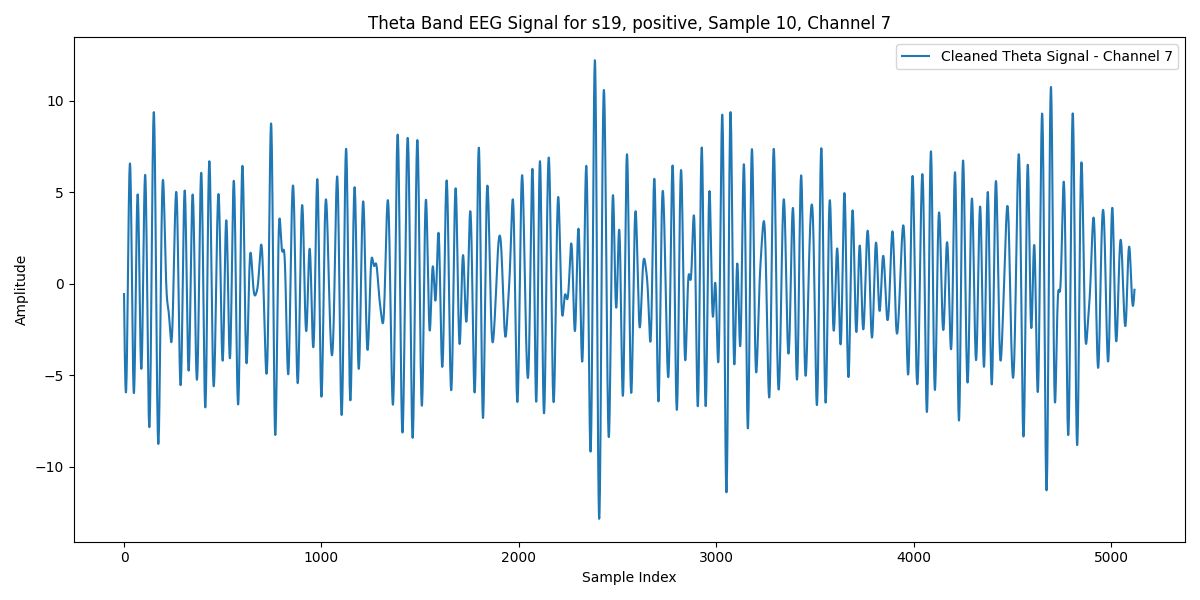 Theta Band EEG Signal for s19, positive, Sample 10, Channel 7
Cleaned Theta Signal - Channel 7
Amplitude
10
5
0
−5
−10
0 1000 2000 3000 4000 5000
Sample Index